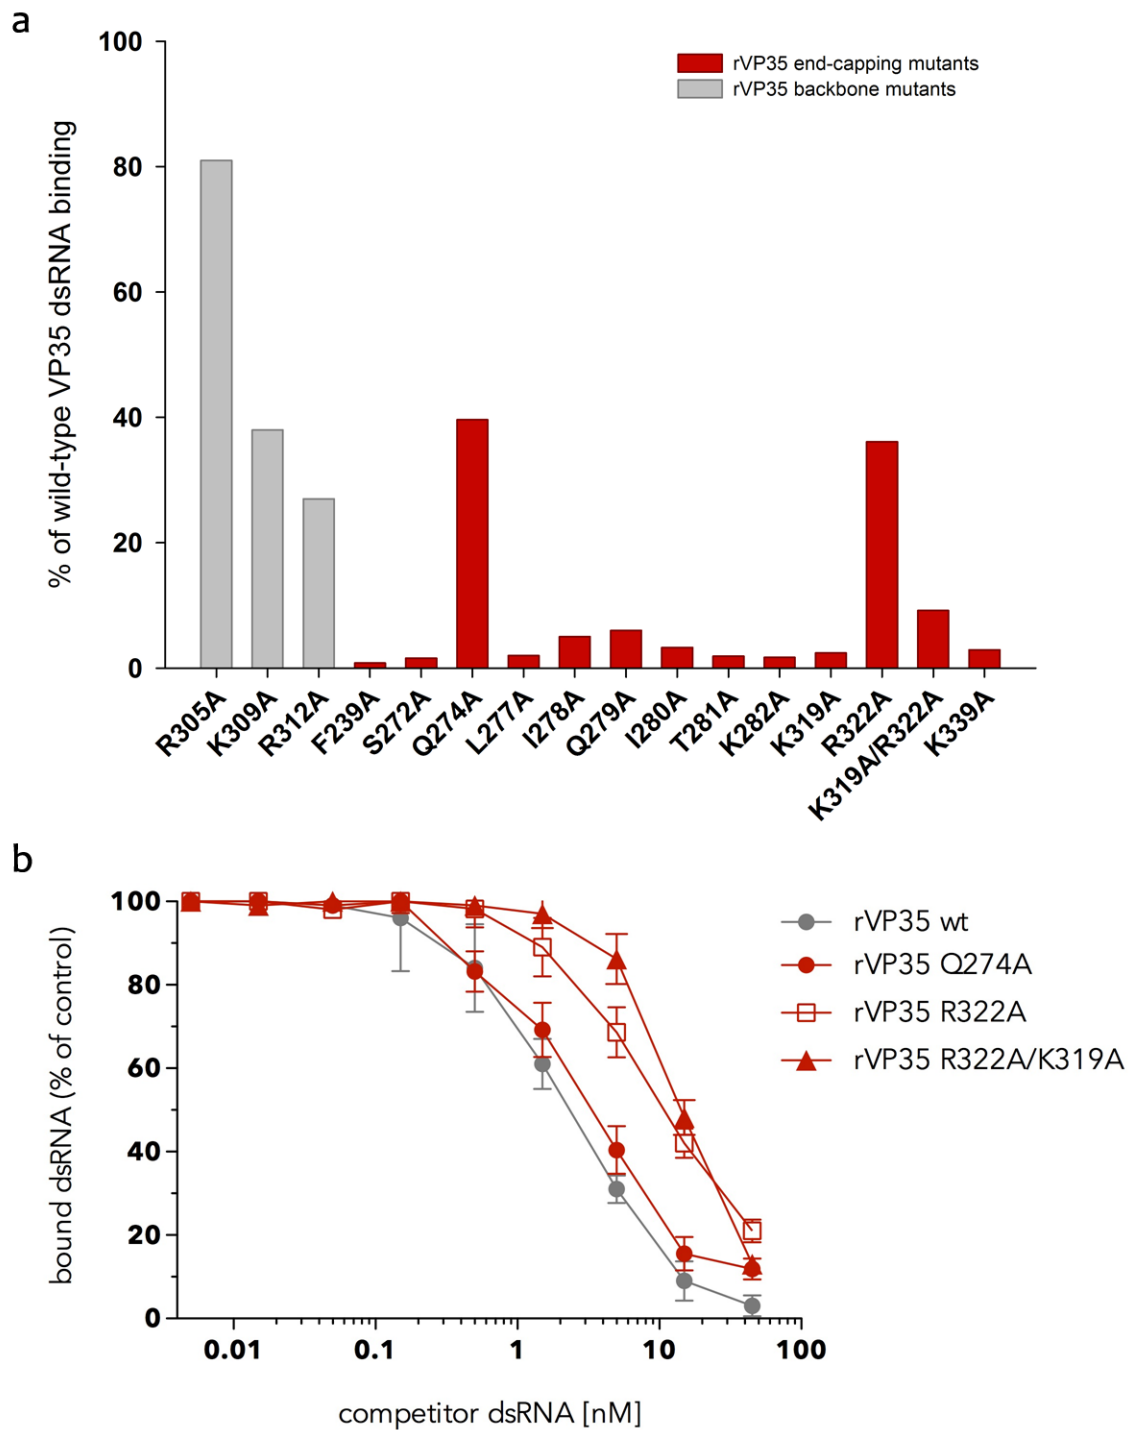 a
% of wild-type VP35 dsRNA binding
100
80
60
40
20
0
rVP35 end-capping mutants
rVP35 backbone mutants
R305A
K309A
R312A
F239A
S272A
Q274A
L277A
I278A
Q279A
I280A
T281A
K282A
K319A
R322A
K319A/R322A
K339A
b
bound dsRNA (% of control)
100
80
60
40
20
0
0.01
0.1
1
10
100
competitor dsRNA [nM]
rVP35 wt
rVP35 Q274A
rVP35 R322A
rVP35 R322A/K319A